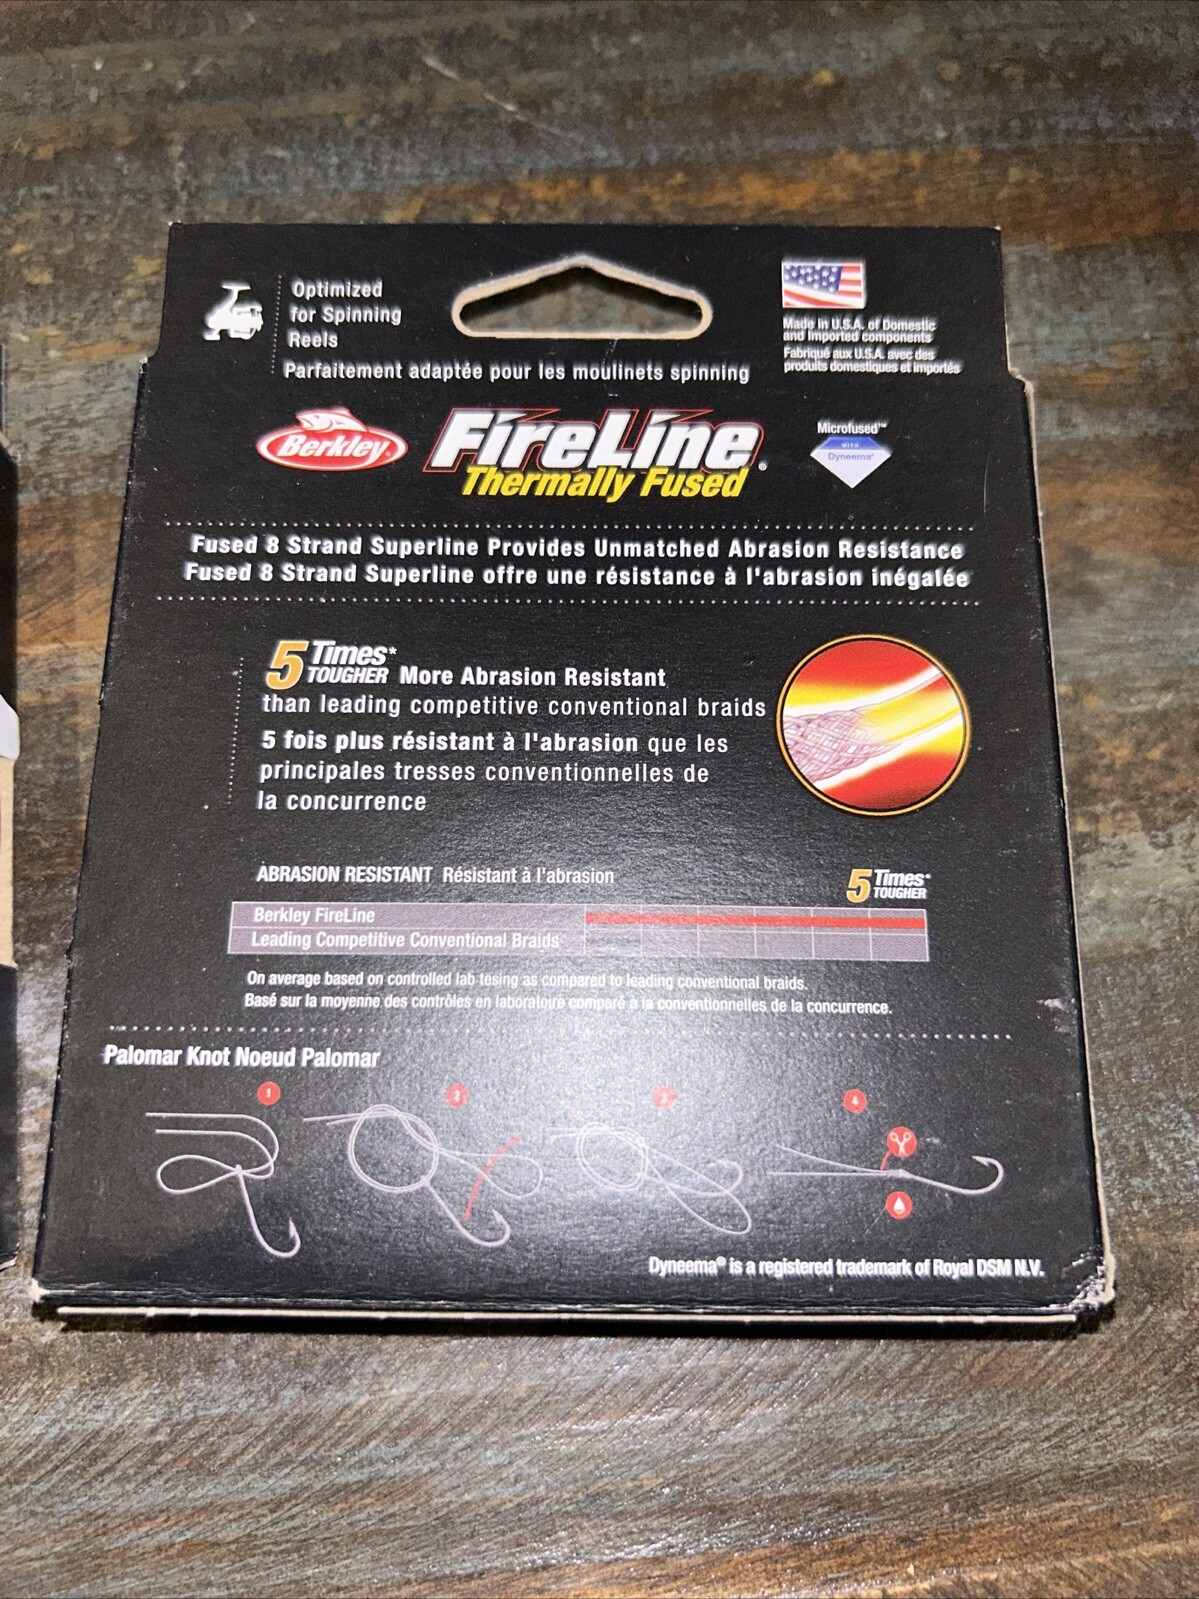 Optimized
for Spinning
Reels
Parfaitement adaptée pour les moulinets spinning
Made in U.S.A. of Domestic
and Imported components
Fabriqué aux U.S.A. avec des
produits domestiques et importés
Berkley
FireLine®
Thermally Fused
Microfused™
WITH
Dyneema®
Fused 8 Strand Superline Provides Unmatched Abrasion Resistance
Fused 8 Strand Superline offre une résistance à l'abrasion inégalée
5 Times*
TOUGHER More Abrasion Resistant
than leading competitive conventional braids
5 fois plus résistant à l'abrasion que les
principales tresses conventionnelles de
la concurrence
ABRASION RESISTANT Résistant à l'abrasion
5 Times*
TOUGHER
Berkley FireLine
Leading Competitive Conventional Braids
On average based on controlled lab tesing as compared to leading conventional braids.
Basé sur la moyenne des contrôles en laboratoire comparé à la conventionnelles de la concurrence.
Palomar Knot Noeud Palomar
1 2 3 4
Dyneema® is a registered trademark of Royal DSM N.V.